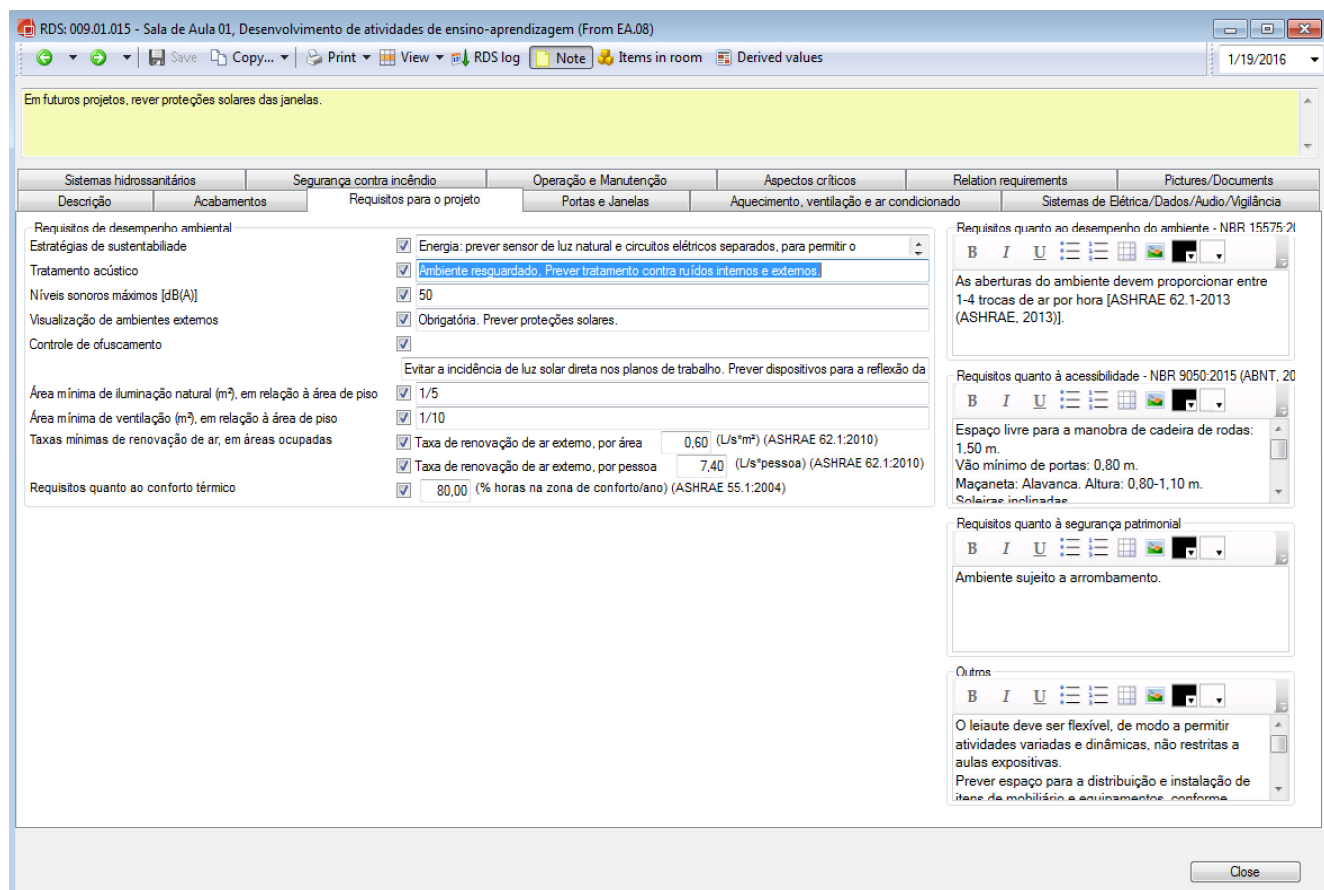 RDS: 009.01.015 - Sala de Aula 01, Desenvolvimento de atividades de ensino-aprendizagem (From EA.08)
Save Copy... Print View RDS log Note Items in room Derived values 1/19/2016
Em futuros projetos, rever proteções solares das janelas.
Sistemas hidrossanitários Segurança contra incêndio Operação e Manutenção Aspectos críticos Relation requirements Pictures/Documents
Descrição Acabamentos Requisitos para o projeto Portas e Janelas Aquecimento, ventilação e ar condicionado Sistemas de Elétrica/Dados/Audio/Vigilância
Requisitos de desempenho ambiental
Estratégias de sustentabiliade Energia: prever sensor de luz natural e circuitos elétricos separados, para permitir o
Tratamento acústico Ambiente resguardado, Prever tratamento contra ruídos internos e externos.
Níveis sonoros máximos [dB(A)] 50
Visualização de ambientes externos Obrigatória. Prever proteções solares.
Controle de ofuscamento
Evitar a incidência de luz solar direta nos planos de trabalho. Prever dispositivos para a reflexão da
Área mínima de iluminação natural (m²), em relação à área de piso 1/5
Área mínima de ventilação (m²), em relação à área de piso 1/10
Taxas mínimas de renovação de ar, em áreas ocupadas Taxa de renovação de ar externo, por área 0,60 (L/s*m²) (ASHRAE 62.1:2010)
Taxa de renovação de ar externo, por pessoa 7,40 (L/s*pessoa) (ASHRAE 62.1:2010)
Requisitos quanto ao conforto térmico 80,00 (% horas na zona de conforto/ano) (ASHRAE 55.1:2004)
Requisitos quanto ao desempenho do ambiente - NBR 15575:2
B I U
As aberturas do ambiente devem proporcionar entre
1-4 trocas de ar por hora [ASHRAE 62.1-2013
(ASHRAE, 2013)].
Requisitos quanto à acessibilidade - NBR 9050:2015 (ABNT, 20
B I U
Espaço livre para a manobra de cadeira de rodas:
1,50 m.
Vão mínimo de portas: 0,80 m.
Maçaneta: Alavanca. Altura: 0,80-1,10 m.
Soleiras inclinadas
Requisitos quanto à segurança patrimonial
B I U
Ambiente sujeito a arrombamento.
Outros
B I U
O leiaute deve ser flexível, de modo a permitir
atividades variadas e dinâmicas, não restritas a
aulas expositivas.
Prever espaço para a distribuição e instalação de
itens de mobiliário e equipamentos, conforme
Close